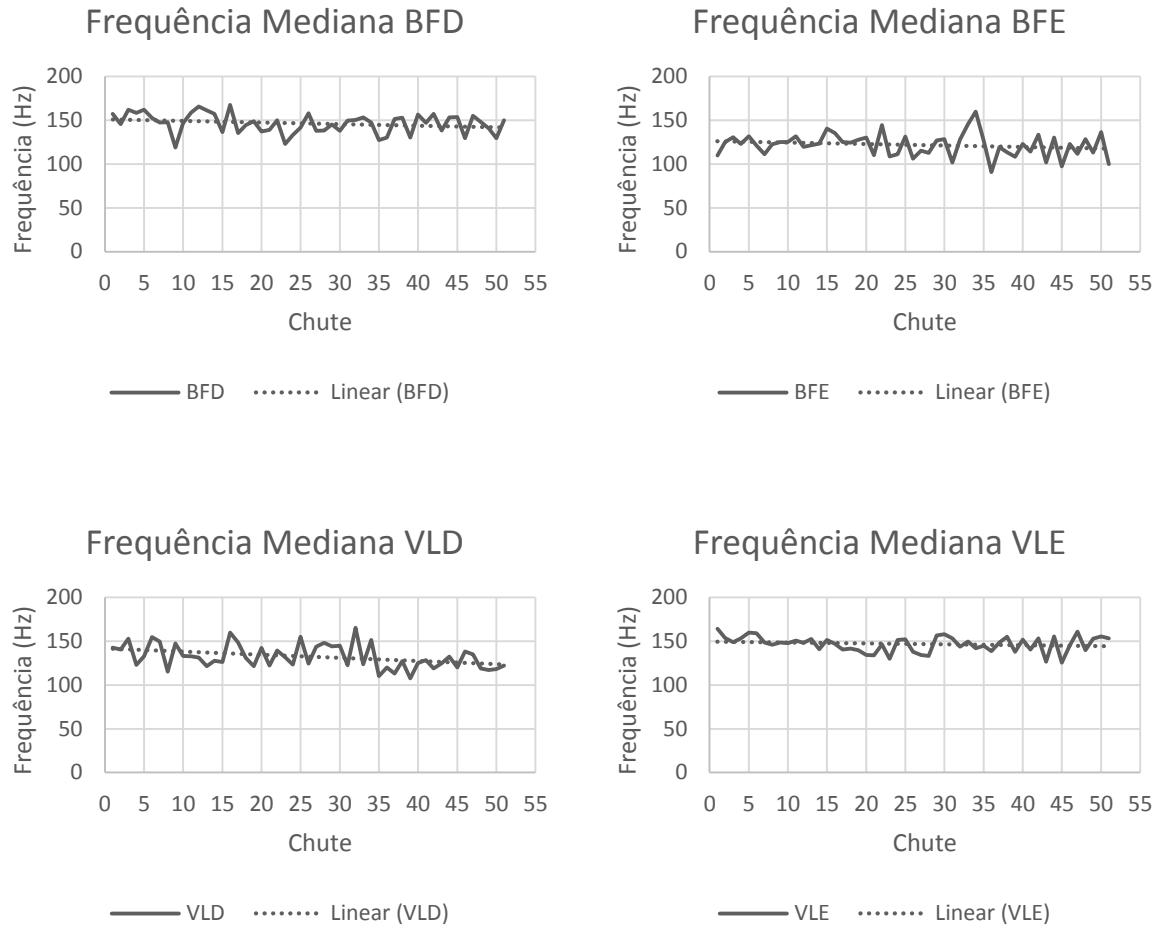 Frequência Mediana BFD
Frequência (Hz)
200
150
100
50
0
0 5 10 15 20 25 30 35 40 45 50 55
Chute
BFD Linear (BFD)
Frequência Mediana BFE
Frequência (Hz)
200
150
100
50
0
0 5 10 15 20 25 30 35 40 45 50 55
Chute
BFE Linear (BFE)
Frequência Mediana VLD
Frequência (Hz)
200
150
100
50
0
0 5 10 15 20 25 30 35 40 45 50 55
Chute
VLD Linear (VLD)
Frequência Mediana VLE
Frequência (Hz)
200
150
100
50
0
0 5 10 15 20 25 30 35 40 45 50 55
Chute
VLE Linear (VLE)